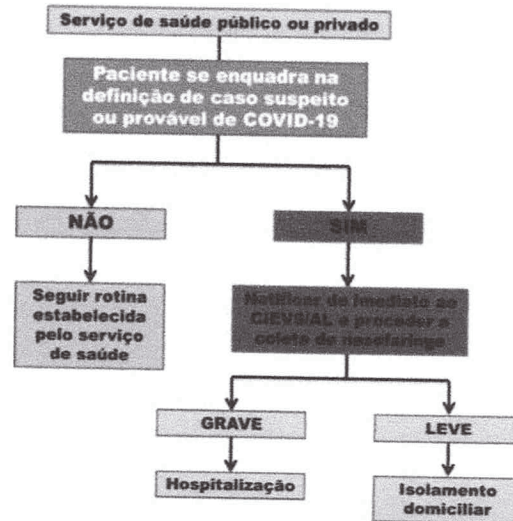 Serviço de saúde público ou privado
Paciente se enquadra na
definição de caso suspeito
ou provável de COVID-19
NÃO
SIM
Seguir rotina
estabelecida
pelo serviço
de saúde
Notificar de imediato ao
CIEVS/AL e proceder a
coleta de nasofaringe
GRAVE
LEVE
Hospitalização
Isolamento
domiciliar